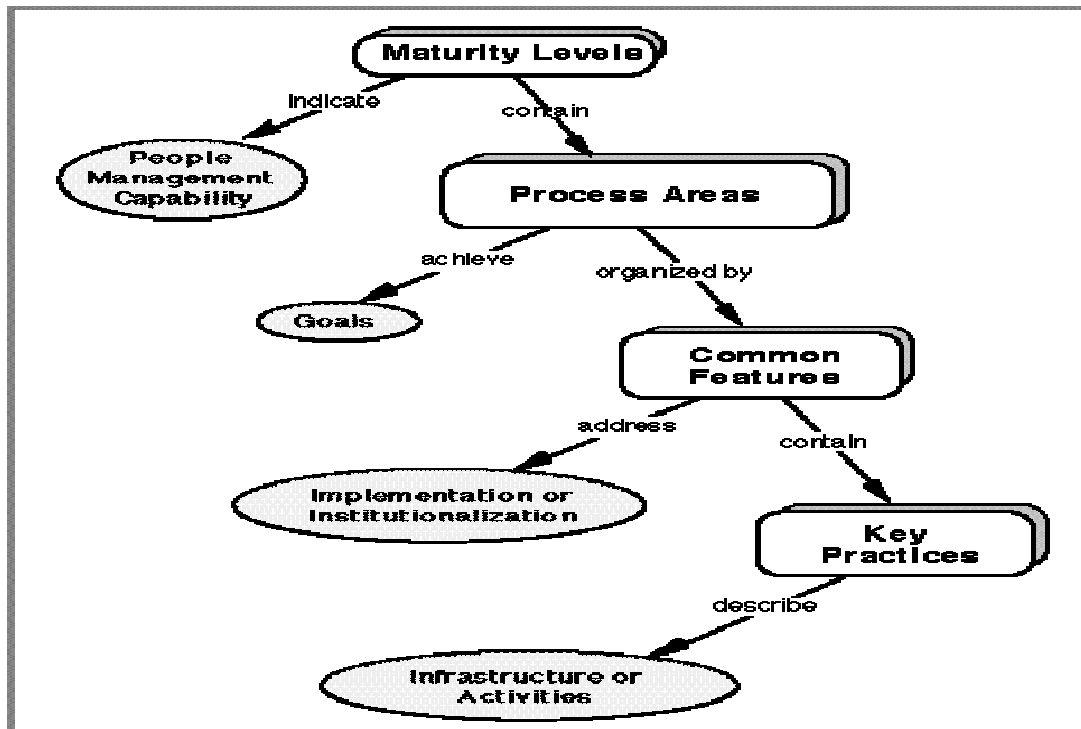 Maturity Levels
indicate
contain
People
Management
Capability
Process Areas
achieve
organized by
Goals
Common
Features
address
contain
Implementation or
Institutionalization
Key
Practices
describe
Infrastructure or
Activities